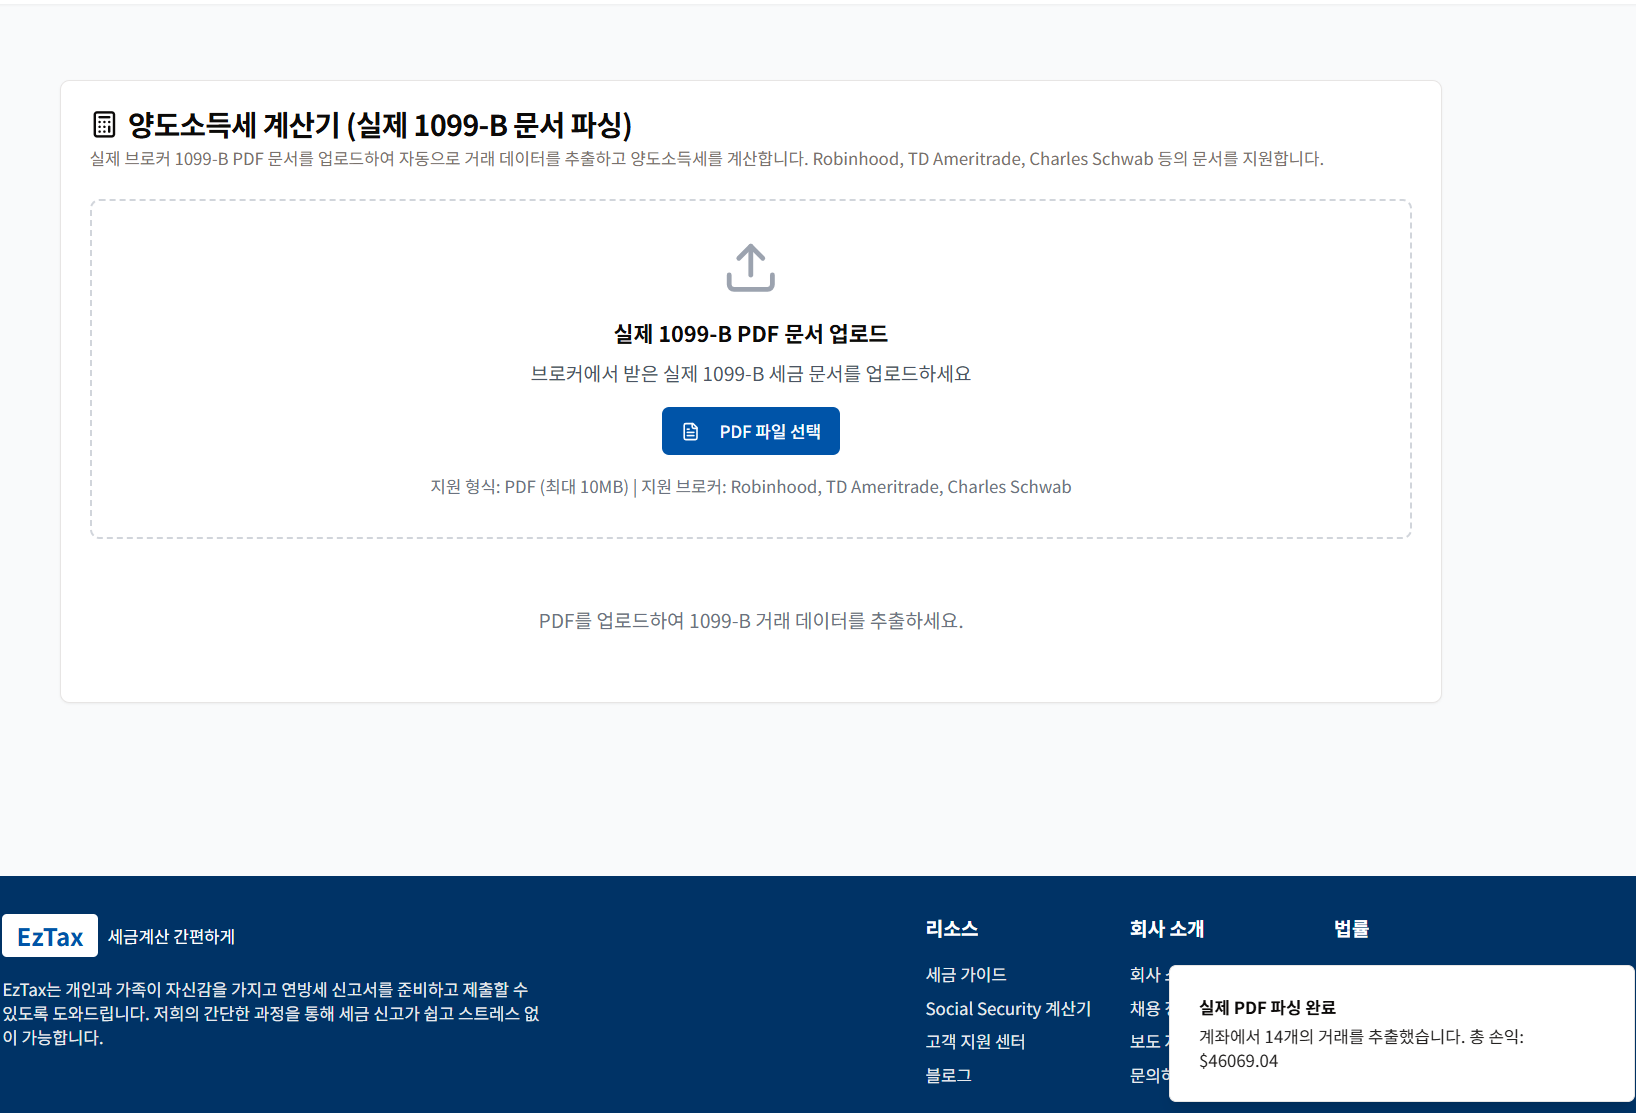 양도소득세 계산기 (실제 1099-B 문서 파싱)
실제 브로커 1099-B PDF 문서를 업로드하여 자동으로 거래 데이터를 추출하고 양도소득세를 계산합니다. Robinhood, TD Ameritrade, Charles Schwab 등의 문서를 지원합니다.
실제 1099-B PDF 문서 업로드
브로커에서 받은 실제 1099-B 세금 문서를 업로드하세요
PDF 파일 선택
지원 형식: PDF (최대 10MB) | 지원 브로커: Robinhood, TD Ameritrade, Charles Schwab
PDF를 업로드하여 1099-B 거래 데이터를 추출하세요.
EzTax 세금계산 간편하게
EzTax는 개인과 가족이 자신감을 가지고 연방세 신고서를 준비하고 제출할 수
있도록 도와드립니다. 저희의 간단한 과정을 통해 세금 신고가 쉽고 스트레스 없
이 가능합니다.
리소스
세금 가이드
Social Security 계산기
고객 지원 센터
블로그
회사 소개
회사
채용
보도
문의
법률
실제 PDF 파싱 완료
계좌에서 14개의 거래를 추출했습니다. 총 손익:
$46069.04